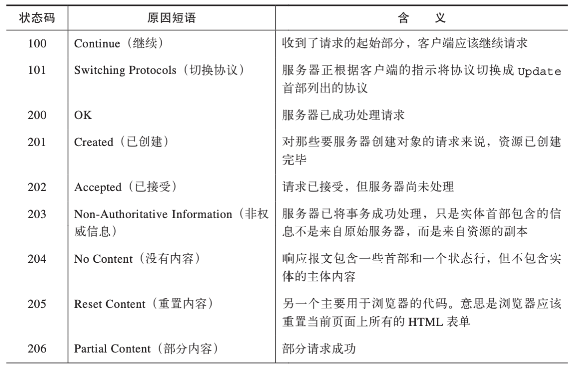 状态码 原因短语 含 义
100 Continue（继续） 收到了请求的起始部分，客户端应该继续请求
101 Switching Protocols（切换协议） 服务器正根据客户端的指示将协议切换成 Update
首部列出的协议
200 OK 服务器已成功处理请求
201 Created（已创建） 对那些要服务器创建对象的请求来说，资源已创建
完毕
202 Accepted（已接受） 请求已接受，但服务器尚未处理
203 Non-Authoritative Information（非权 服务器已将事务成功处理，只是实体首部包含的信
威信息） 息不是来自原始服务器，而是来自资源的副本
204 No Content（没有内容） 响应报文包含一些首部和一个状态行，但不包含实
体的主体内容
205 Reset Content（重置内容） 另一个主要用于浏览器的代码。意思是浏览器应该
重置当前页面上所有的 HTML 表单
206 Partial Content（部分内容） 部分请求成功